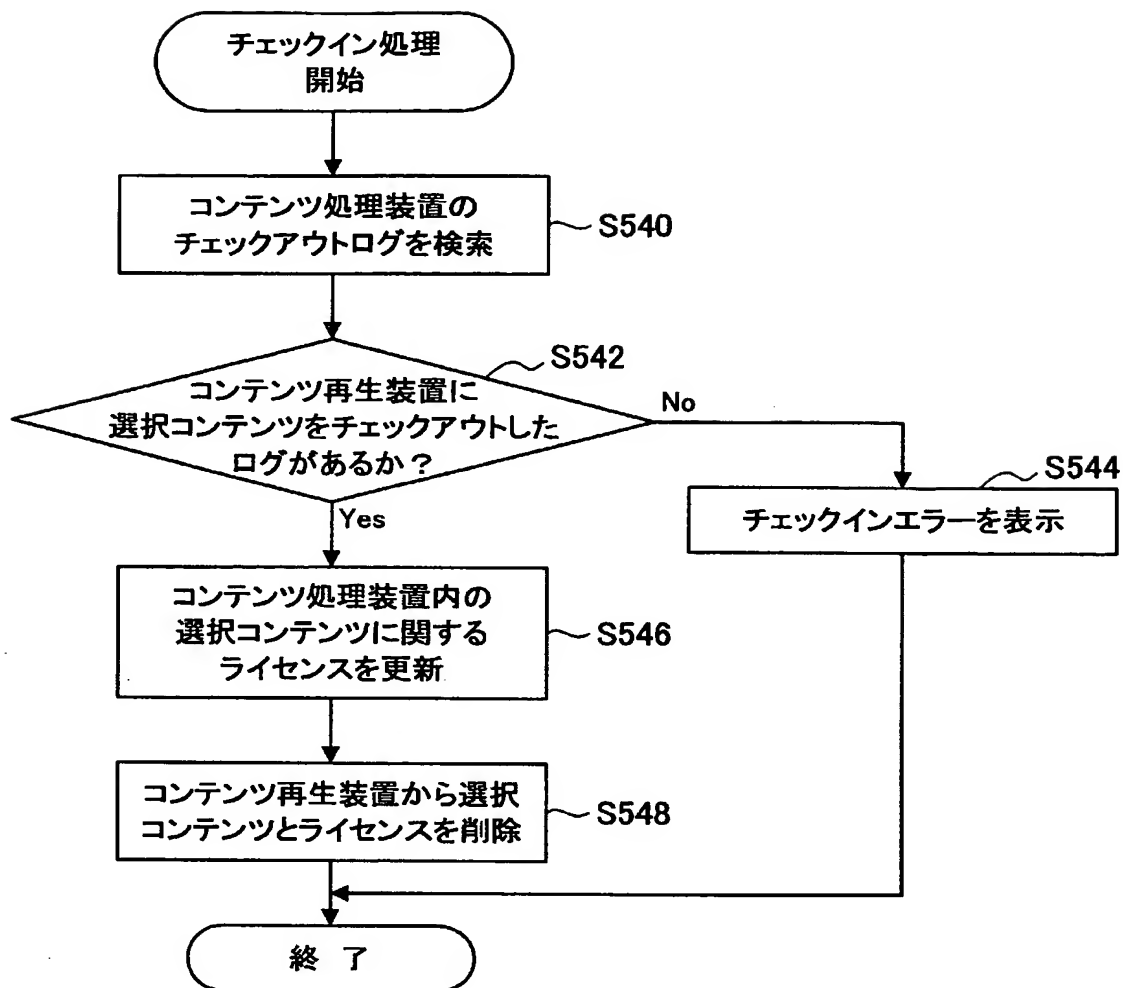 チェックイン処理
開始
コンテンツ処理装置の
チェックアウトログを検索
S540
S542
コンテンツ再生装置に
選択コンテンツをチェックアウトした
ログがあるか？
No
S544
チェックインエラーを表示
Yes
コンテンツ処理装置内の
選択コンテンツに関する
ライセンスを更新
S546
コンテンツ再生装置から選択
コンテンツとライセンスを削除
S548
終 了